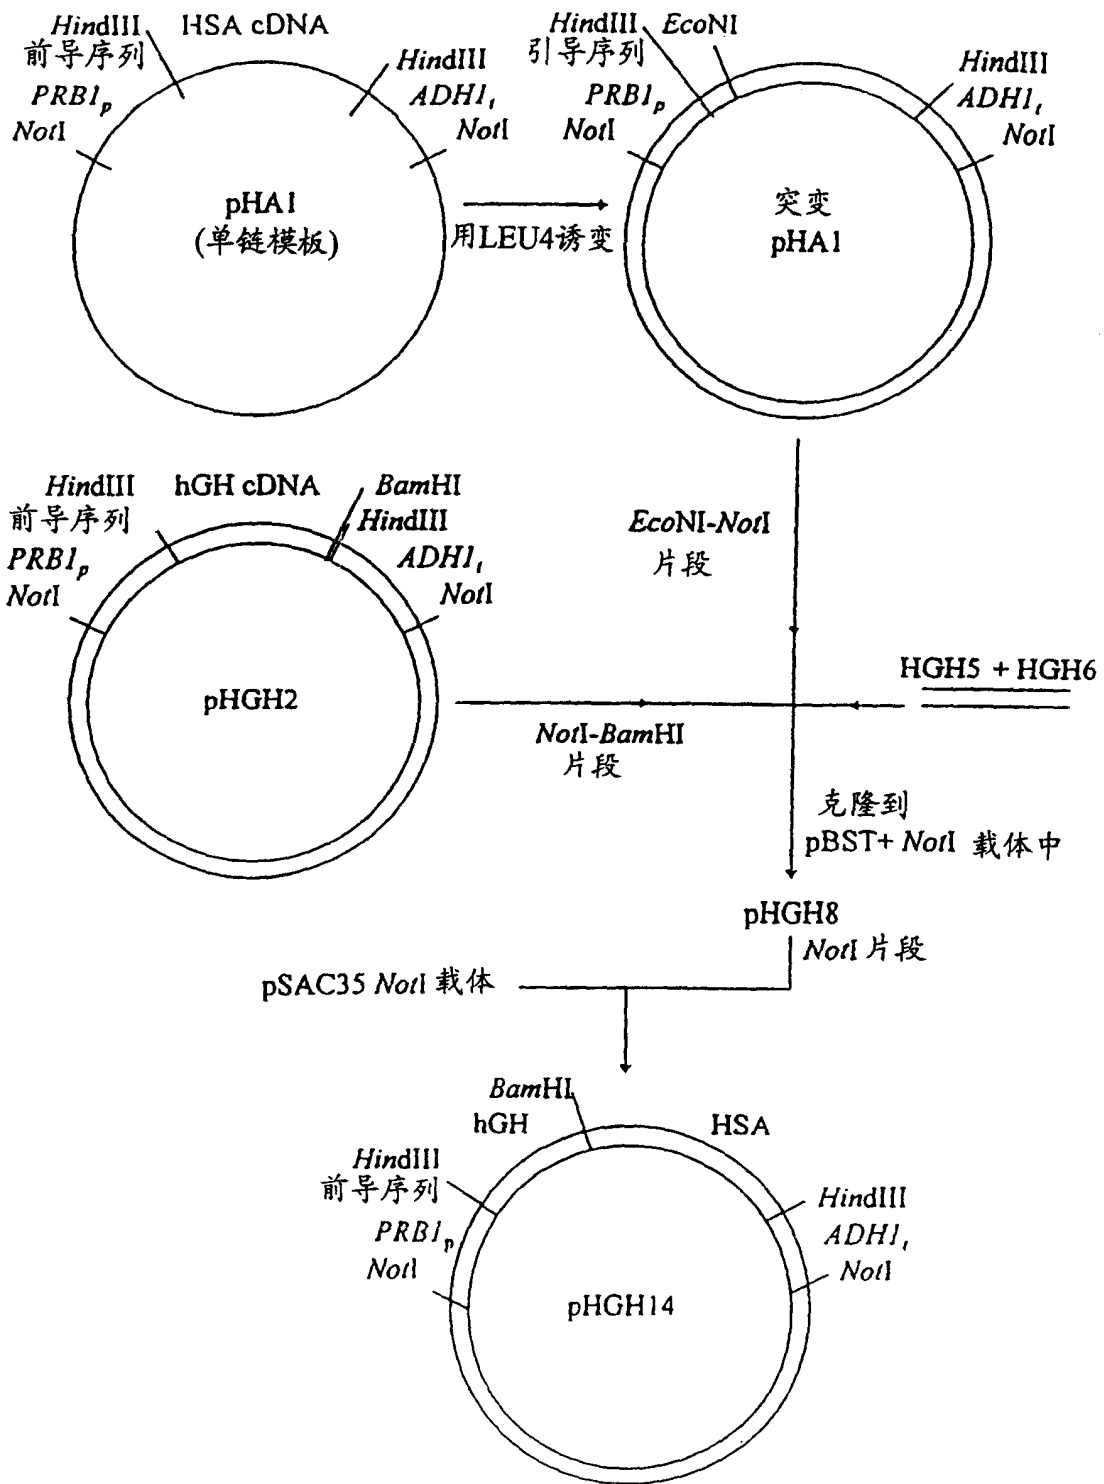 HindIII HSA cDNA
前导序列
PRB1p
NotI
HindIII
ADH1t
NotI
pHA1
(单链模板)
用LEU4诱变
HindIII EcoNI
引导序列
PRB1p
NotI
HindIII
ADH1t
NotI
突变
pHA1
HindIII hGH cDNA BamHI
前导序列
HindIII
PRB1p
ADH1t
NotI
NotI
pHGH2
EcoNI-NotI
片段
HGH5 + HGH6
NotI-BamHI
片段
克隆到
pBST+ NotI 载体中
pHGH8
NotI 片段
pSAC35 NotI 载体
BamHI
hGH
HSA
HindIII
前导序列
PRB1p
NotI
HindIII
ADH1t
NotI
pHGH14